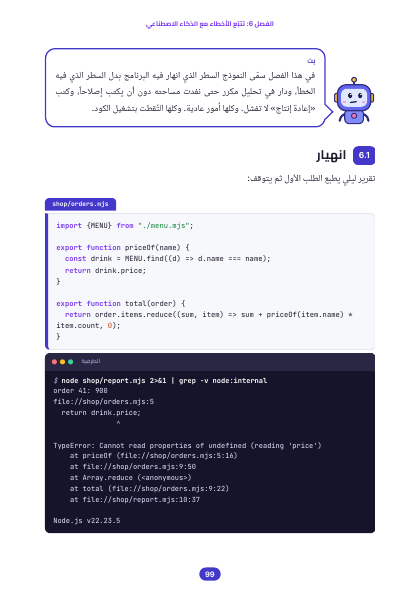 الفصل 6: تتبّع الأخطاء مع الذكاء الاصطناعي
بت
في هذا الفصل سمّى النموذج السطر الذي انهار فيه البرنامج بدل السطر الذي فيه
الخطأ، ودار في تحليل مكرر حتى نفدت مساحته دون أن يكتب إصلاحاً، وكتب
«إعادة إنتاج» لا تفشل. وكلها أمور عادية. وكلها التُقطت بتشغيل الكود.
6.1 انهيار
تقرير ليلي يطبع الطلب الأول ثم يتوقف:
shop/orders.mjs
import {MENU} from "./menu.mjs";
export function priceOf(name) {
  const drink = MENU.find((d) => d.name === name);
  return drink.price;
}
export function total(order) {
  return order.items.reduce((sum, item) => sum + priceOf(item.name) *
item.count, 0);
}
الطرفية
$ node shop/report.mjs 2>&1 | grep -v node:internal
order 41: 900
file://shop/orders.mjs:5
  return drink.price;
               ^
TypeError: Cannot read properties of undefined (reading 'price')
    at priceOf (file://shop/orders.mjs:5:16)
    at file://shop/orders.mjs:9:50
    at Array.reduce (<anonymous>)
    at total (file://shop/orders.mjs:9:22)
    at file://shop/report.mjs:10:37
Node.js v22.23.5
99